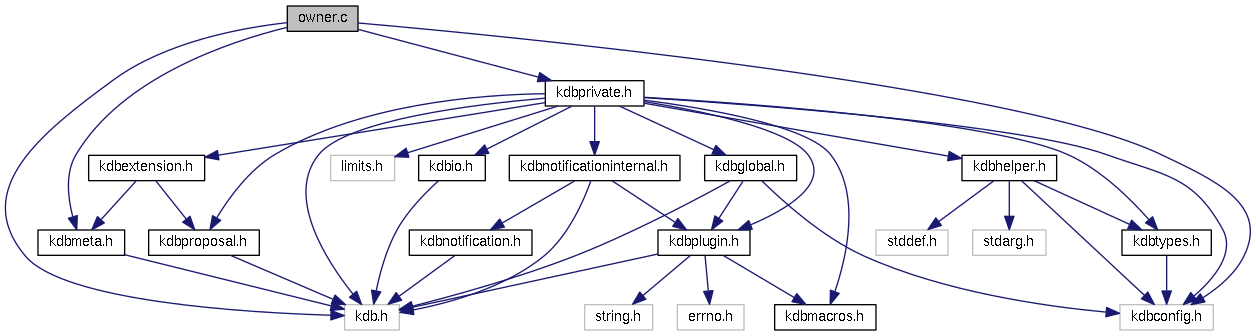 owner.c
kdbprivate.h
kdbextension.h
limits.h
kdbio.h
kdbnotificationinternal.h
kdbglobal.h
kdbhelper.h
kdbmeta.h
kdbproposal.h
kdbnotification.h
kdbplugin.h
stddef.h
stdarg.h
kdbtypes.h
kdb.h
string.h
errno.h
kdbmacros.h
kdbconfig.h